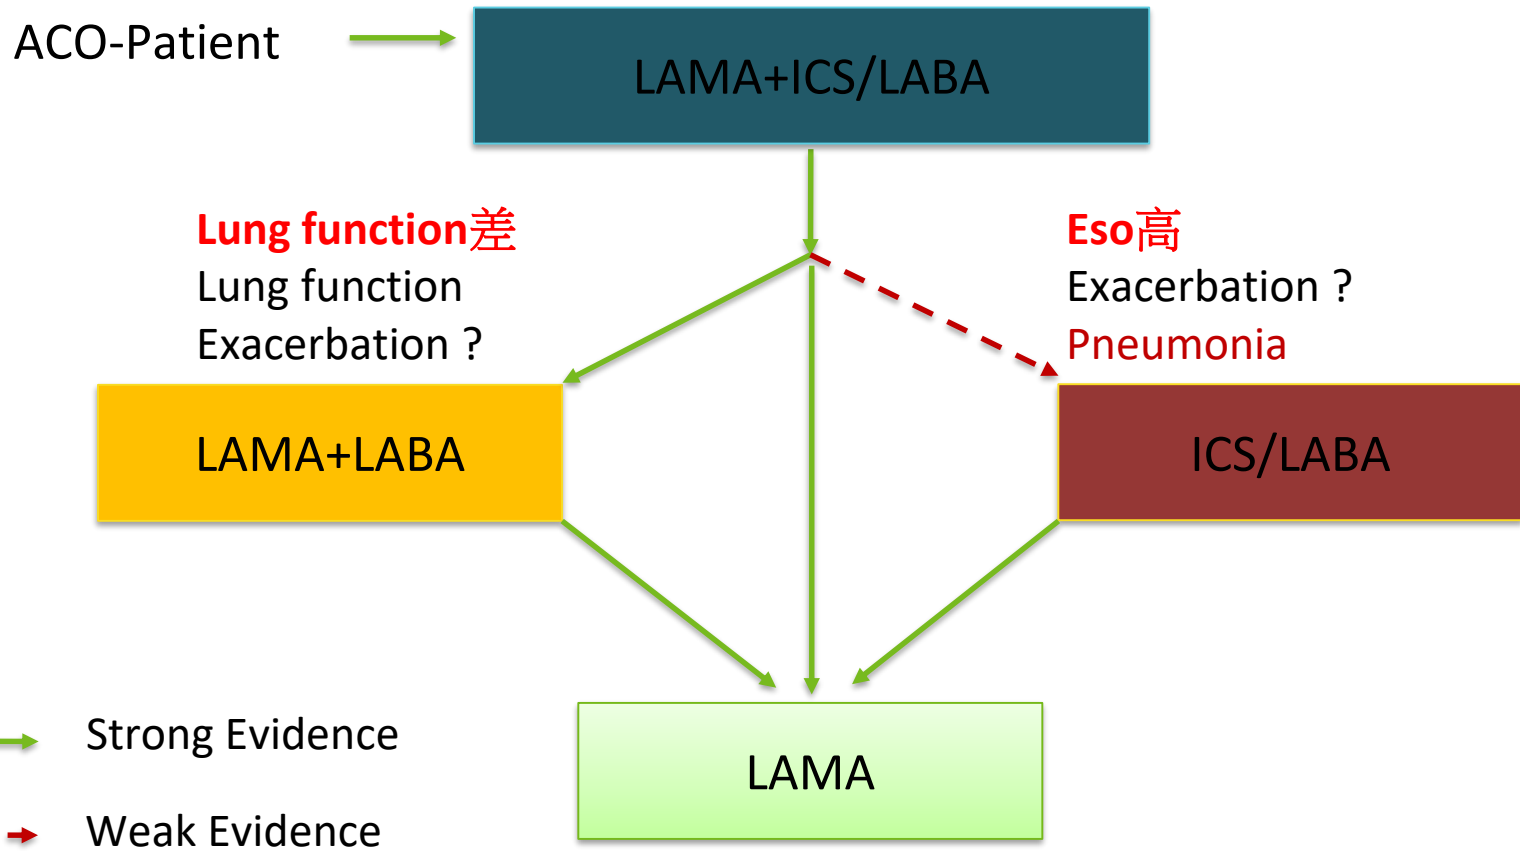 ACO-Patient
LAMA+ICS/LABA
Lung function差
Lung function
Exacerbation ?
Eso高
Exacerbation ?
Pneumonia
LAMA+LABA
ICS/LABA
LAMA
Strong Evidence
Weak Evidence